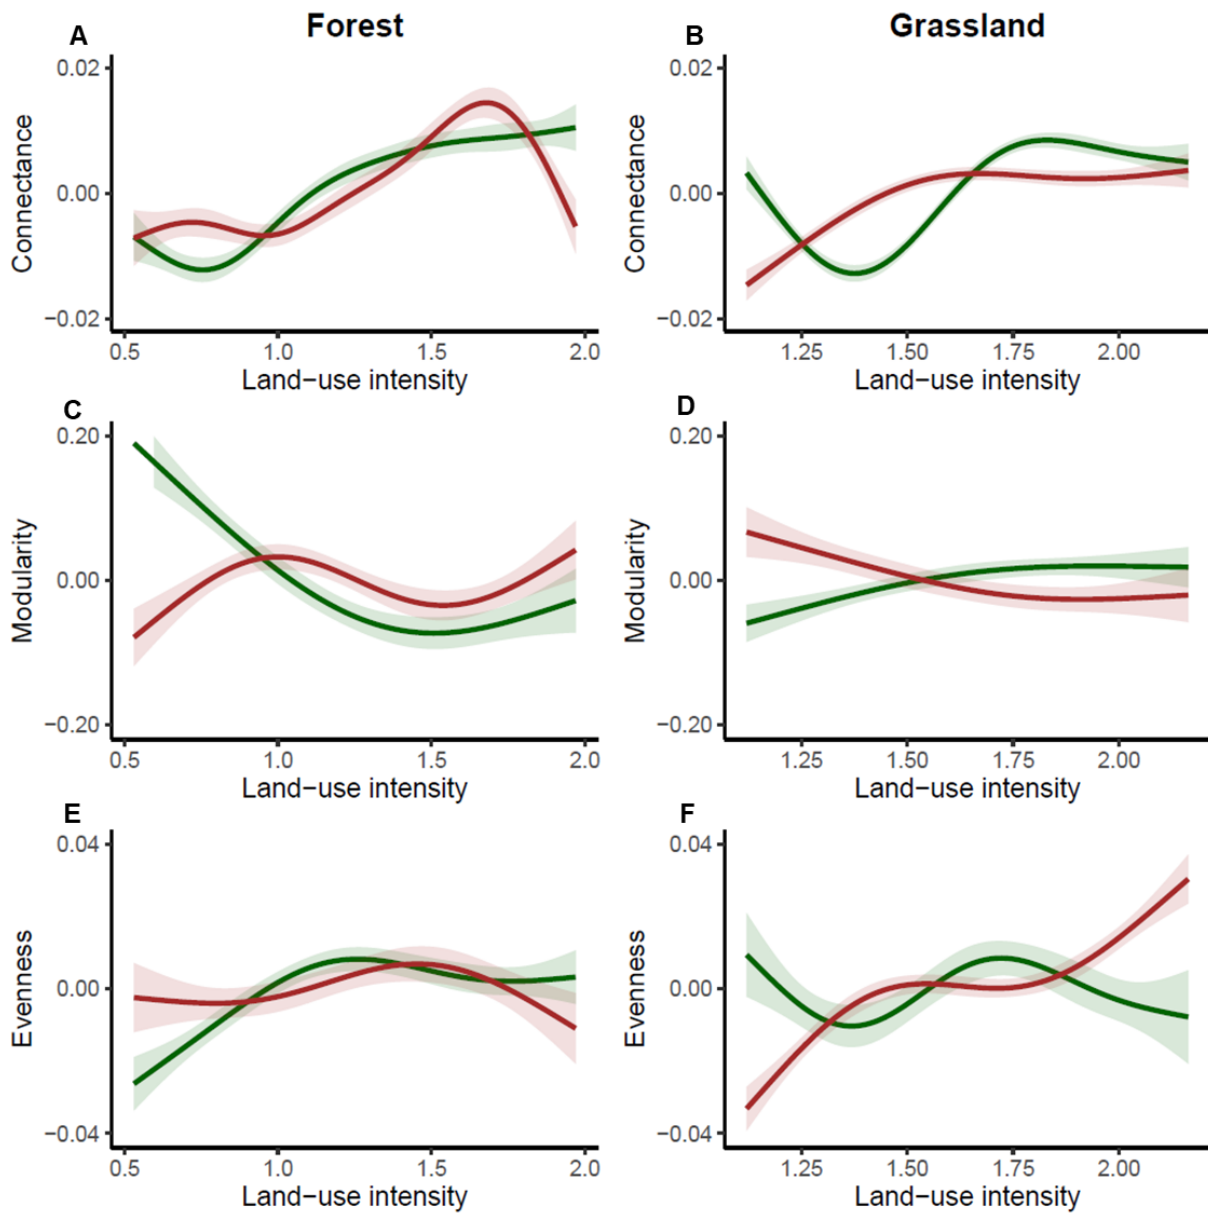 Forest
Grassland
A
B
0.02
0.00
−0.02
Connectance
0.5 1.0 1.5 2.0
Land−use intensity
0.02
0.00
−0.02
Connectance
1.25 1.50 1.75 2.00
Land−use intensity
C
D
0.20
0.00
−0.20
Modularity
0.5 1.0 1.5 2.0
Land−use intensity
0.20
0.00
−0.20
Modularity
1.25 1.50 1.75 2.00
Land−use intensity
E
F
0.04
0.00
−0.04
Evenness
0.5 1.0 1.5 2.0
Land−use intensity
0.04
0.00
−0.04
Evenness
1.25 1.50 1.75 2.00
Land−use intensity